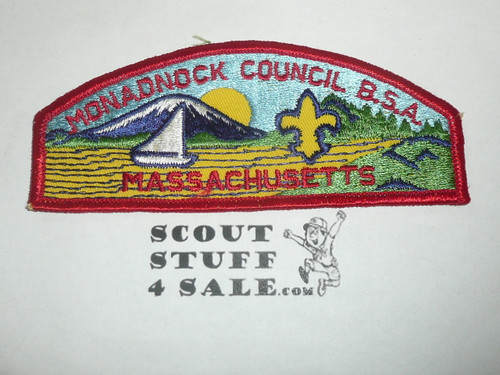 MONADNOCK COUNCIL B.S.A.
MASSACHUSETTS
SCOUT
STUFF
4 SALE.COM